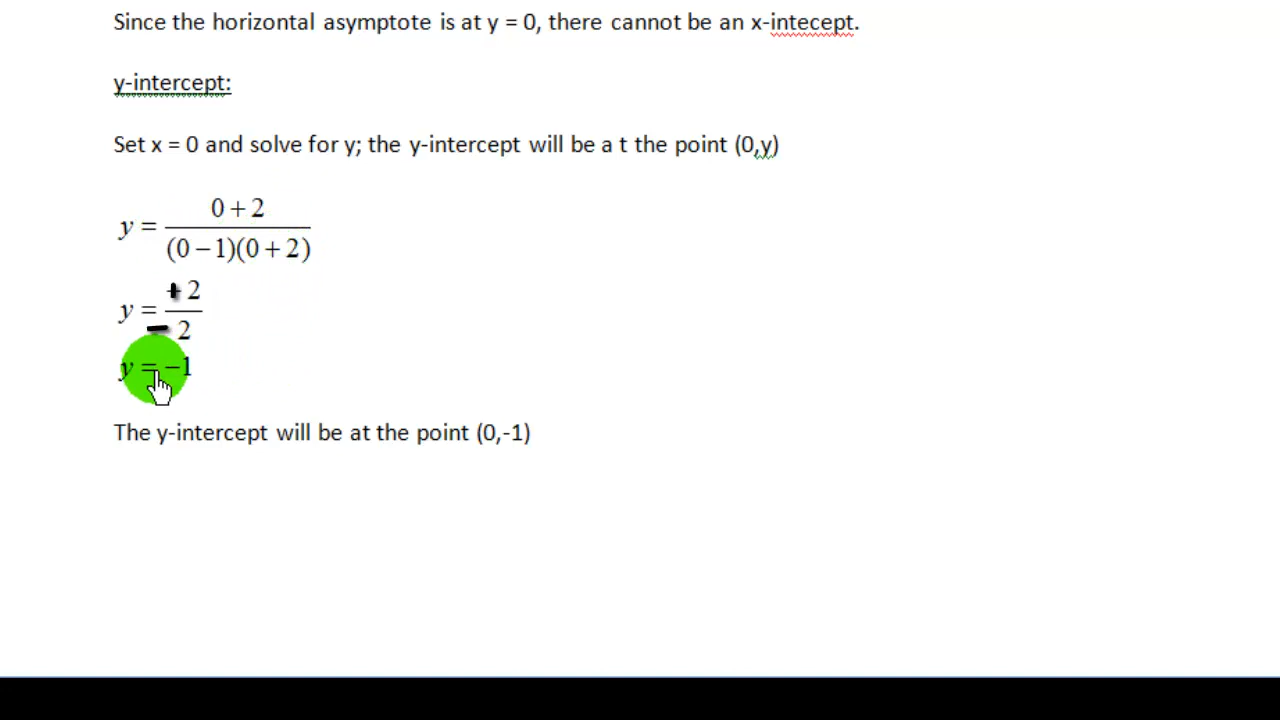 Since the horizontal asymptote is at y = 0, there cannot be an x-intecept.
y-intercept:
Set x = 0 and solve for y; the y-intercept will be a t the point (0,y)
y = 0 + 2
(0 − 1)(0 + 2)
y = + 2
− 2
y = −1
The y-intercept will be at the point (0,-1)